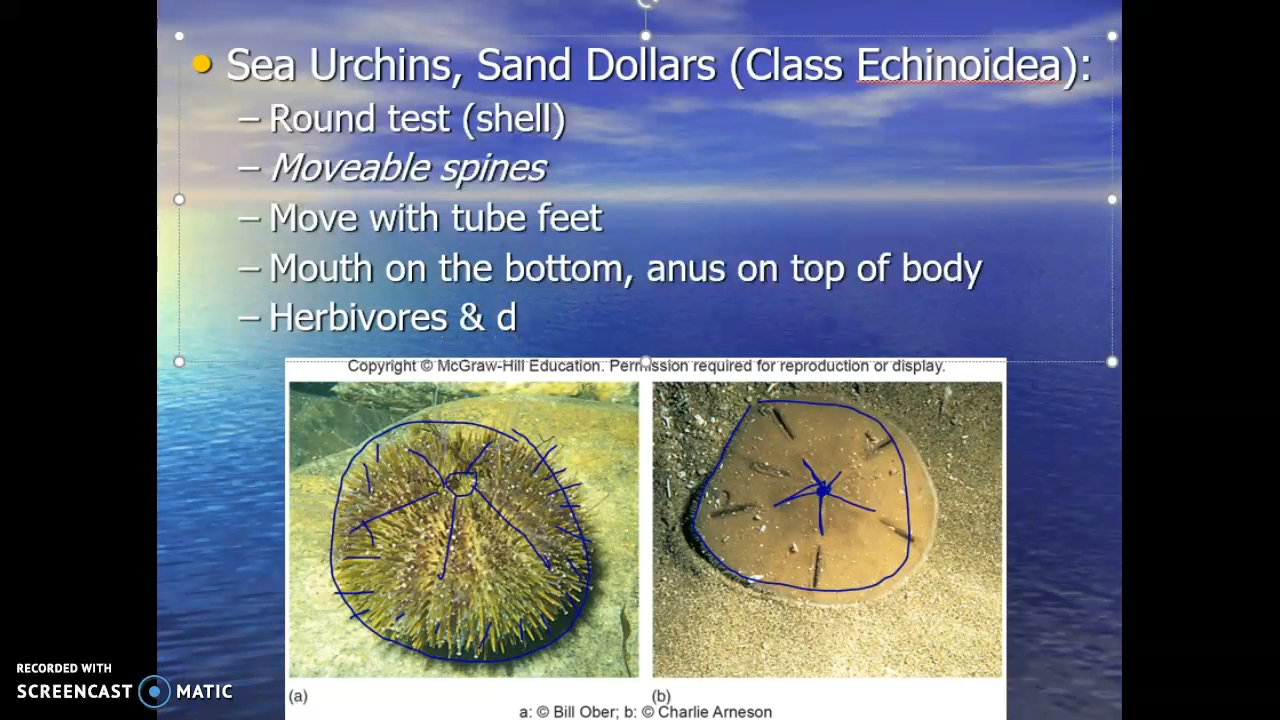 Sea Urchins, Sand Dollars (Class Echinoidea):
– Round test (shell)
– Moveable spines
– Move with tube feet
– Mouth on the bottom, anus on top of body
– Herbivores & d
Copyright © McGraw-Hill Education. Permission required for reproduction or display.
(a) (b)
a: © Bill Ober; b: © Charlie Arneson
RECORDED WITH
SCREENCAST MATIC